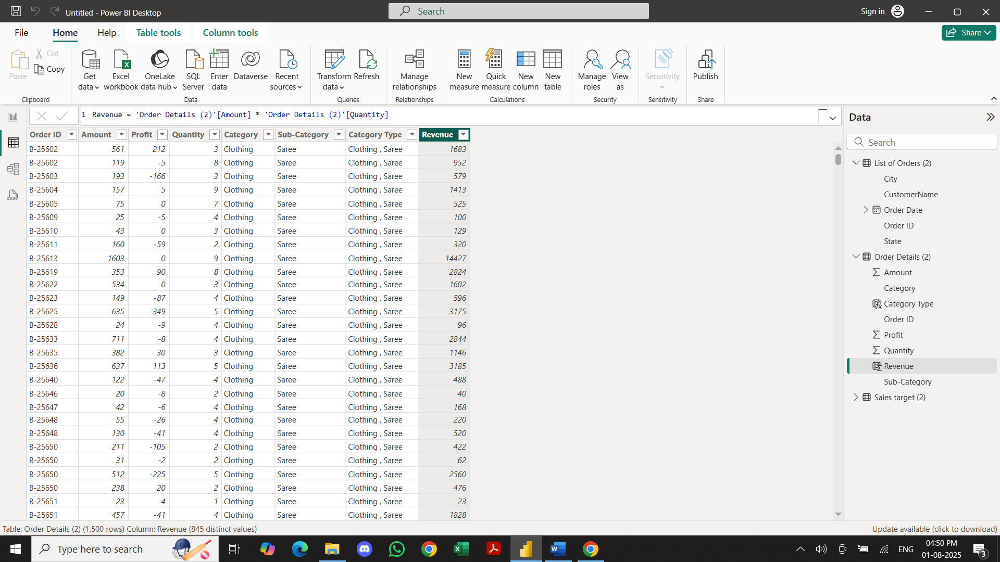 Untitled - Power BI Desktop
Search
Sign in
File Home Help Table tools Column tools
Share
Paste
Cut
Copy
Clipboard
Get data
Excel workbook
OneLake data hub
SQL Server
Enter data
Dataverse
Recent sources
Data
Transform data
Refresh
Queries
Manage relationships
Relationships
New measure
Quick measure
New column
New table
Calculations
Manage roles
View as
Security
Sensitivity
Sensitivity
Publish
Share
1 Revenue = 'Order Details (2)'[Amount] * 'Order Details (2)'[Quantity]
Order ID Amount Profit Quantity Category Sub-Category Category Type Revenue
B-25602 561 212 3 Clothing Saree Clothing , Saree 1683
B-25602 119 -5 8 Clothing Saree Clothing , Saree 952
B-25603 193 -166 3 Clothing Saree Clothing , Saree 579
B-25604 157 5 9 Clothing Saree Clothing , Saree 1413
B-25605 75 0 7 Clothing Saree Clothing , Saree 525
B-25609 25 -5 4 Clothing Saree Clothing , Saree 100
B-25610 43 0 3 Clothing Saree Clothing , Saree 129
B-25611 160 -59 2 Clothing Saree Clothing , Saree 320
B-25613 1603 0 9 Clothing Saree Clothing , Saree 14427
B-25619 353 90 8 Clothing Saree Clothing , Saree 2824
B-25622 534 0 3 Clothing Saree Clothing , Saree 1602
B-25623 149 -87 4 Clothing Saree Clothing , Saree 596
B-25625 635 -349 5 Clothing Saree Clothing , Saree 3175
B-25628 24 -9 4 Clothing Saree Clothing , Saree 96
B-25633 711 -8 4 Clothing Saree Clothing , Saree 2844
B-25635 382 30 3 Clothing Saree Clothing , Saree 1146
B-25636 637 113 5 Clothing Saree Clothing , Saree 3185
B-25640 122 -47 4 Clothing Saree Clothing , Saree 488
B-25646 20 -8 2 Clothing Saree Clothing , Saree 40
B-25647 42 -6 4 Clothing Saree Clothing , Saree 168
B-25648 55 -26 4 Clothing Saree Clothing , Saree 220
B-25648 130 -41 4 Clothing Saree Clothing , Saree 520
B-25650 211 -105 2 Clothing Saree Clothing , Saree 422
B-25650 31 -2 2 Clothing Saree Clothing , Saree 62
B-25650 512 -225 5 Clothing Saree Clothing , Saree 2560
B-25650 238 20 2 Clothing Saree Clothing , Saree 476
B-25651 23 4 1 Clothing Saree Clothing , Saree 23
B-25651 457 -41 4 Clothing Saree Clothing , Saree 1828
Data
Search
List of Orders (2)
City
CustomerName
Order Date
Order ID
State
Order Details (2)
Amount
Category
Category Type
Order ID
Profit
Quantity
Revenue
Sub-Category
Sales target (2)
DAX
Table: Order Details (2) (1,500 rows) Column: Revenue (845 distinct values)
Update available (click to download)
Type here to search
ENG
04:50 PM
01-08-2025
3